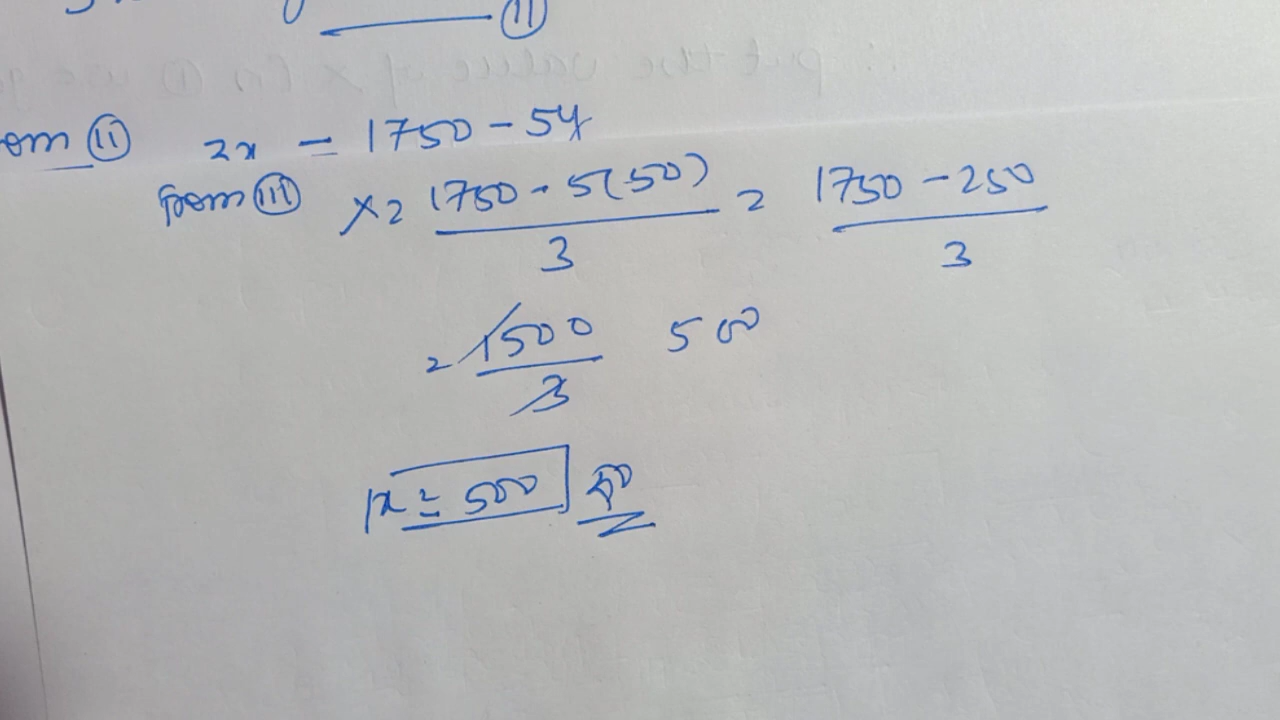 (11)
om (11) 3x = 1750 - 5y
from (111) x = 1750 - 5(50) / 3 = 1750 - 250 / 3
= 1500 / 3 500
x = 500